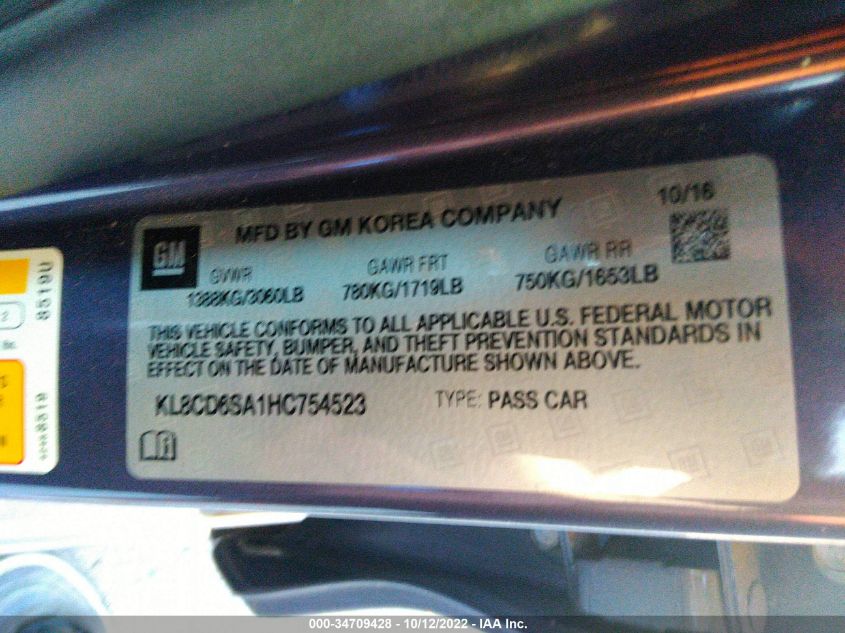 MFD BY GM KOREA COMPANY
10/16
GM
GVWR
GAWR FRT
GAWR RR
1388KG/3060LB
780KG/1719LB
750KG/1653LB
THIS VEHICLE CONFORMS TO ALL APPLICABLE U.S. FEDERAL MOTOR
VEHICLE SAFETY, BUMPER, AND THEFT PREVENTION STANDARDS IN
EFFECT ON THE DATE OF MANUFACTURE SHOWN ABOVE.
KL8CD6SA1HC754523
TYPE: PASS CAR
8519U
2
000-34709428 - 10/12/2022 - IAA Inc.